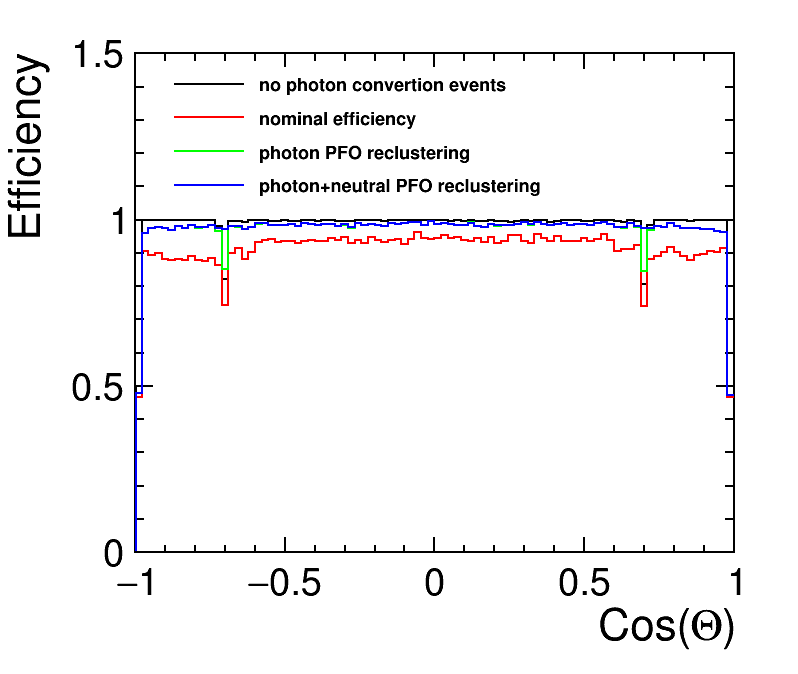 Efficiency
1.5
1
0.5
0
no photon convertion events
nominal efficiency
photon PFO reclustering
photon+neutral PFO reclustering
−1
−0.5
0
0.5
1
Cos(Θ)